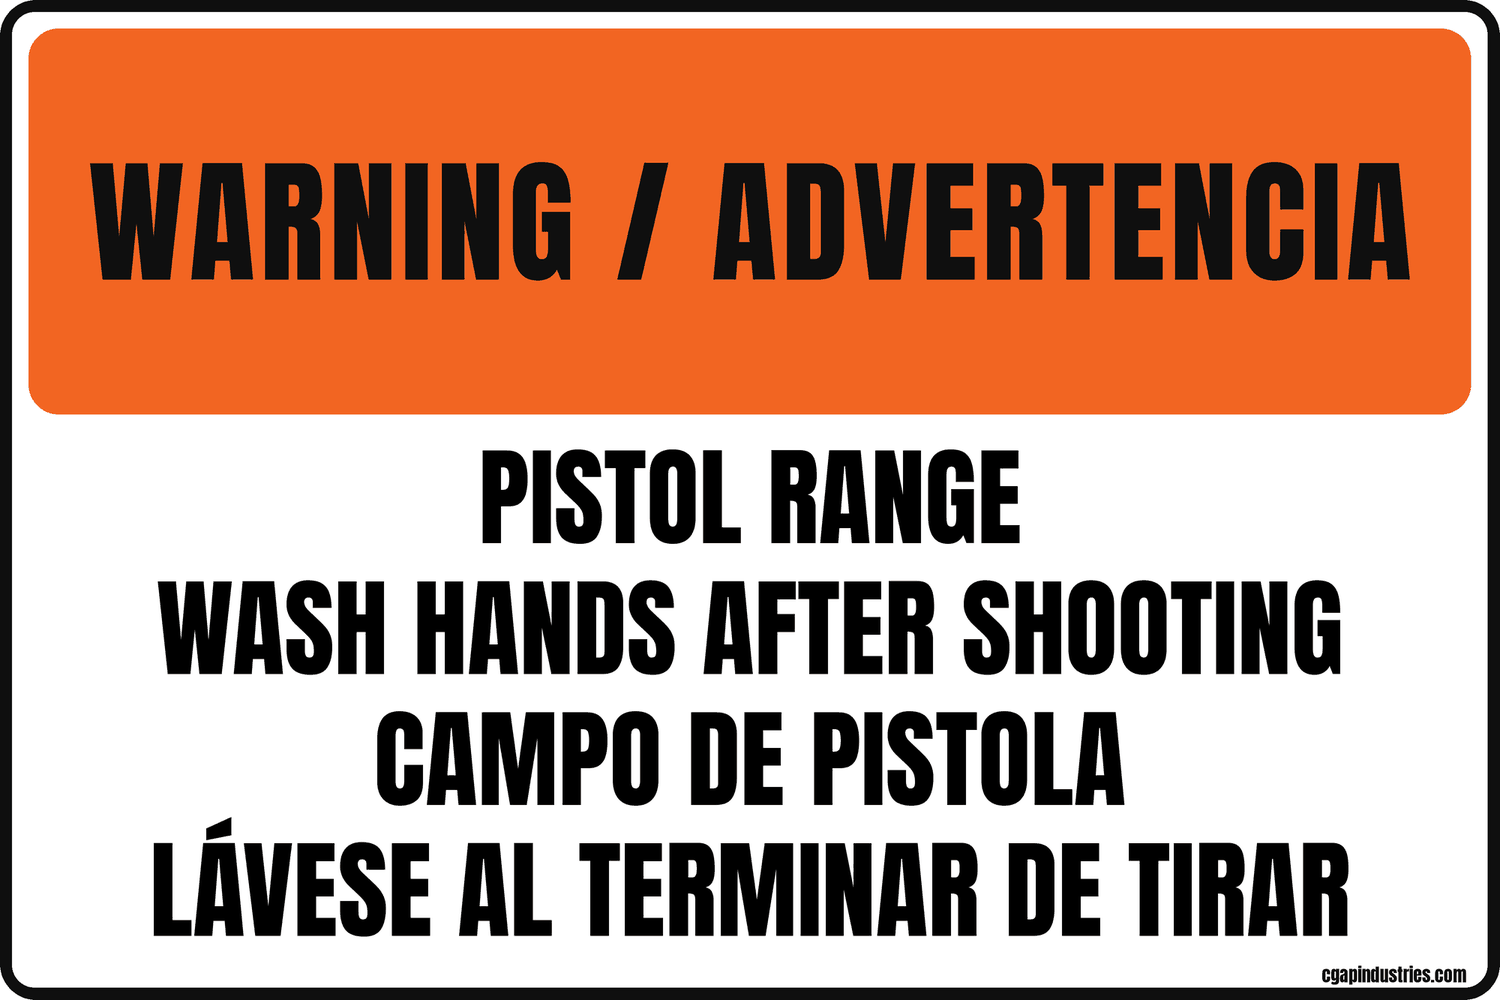 WARNING / ADVERTENCIA
PISTOL RANGE
WASH HANDS AFTER SHOOTING
CAMPO DE PISTOLA
LÁVESE AL TERMINAR DE TIRAR
cgapindustries.com